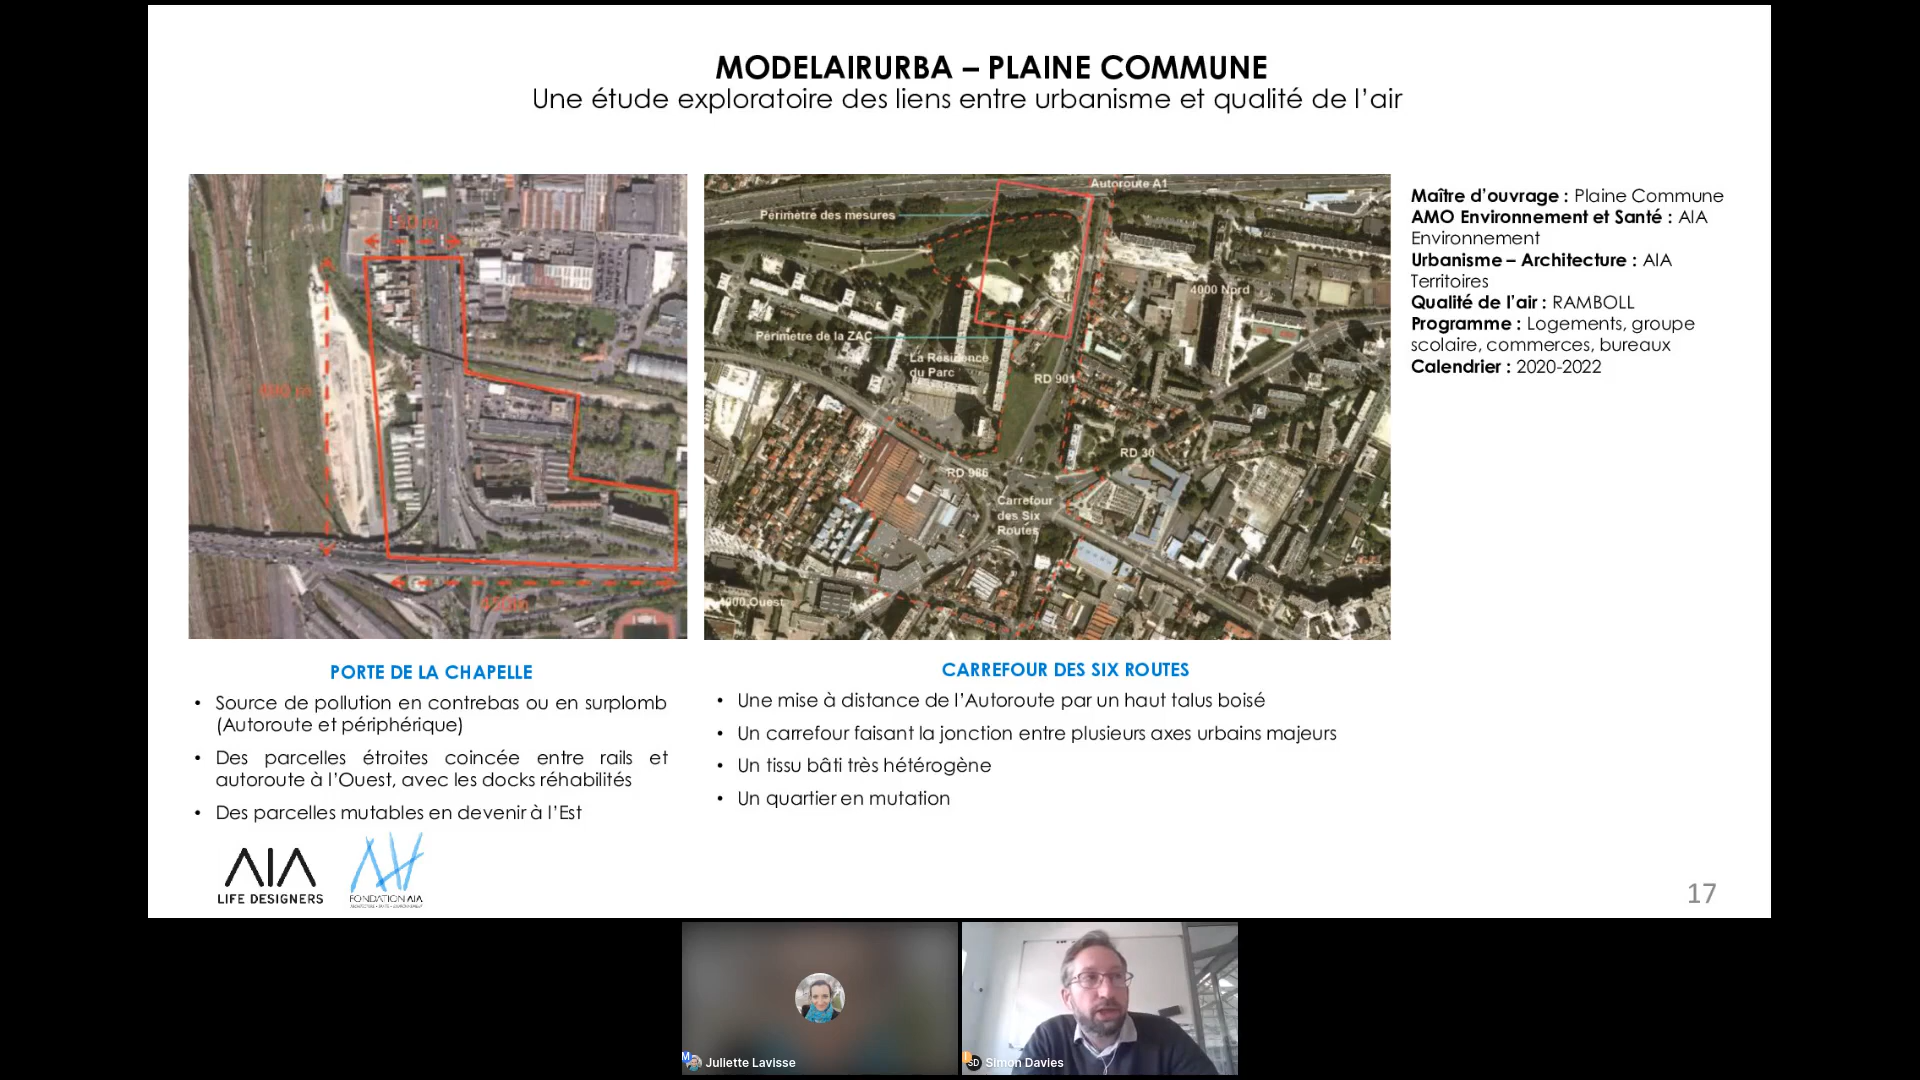 MODELAIRURBA – PLAINE COMMUNE
Une étude exploratoire des liens entre urbanisme et qualité de l'air
450m
Autoroute A1
Périmètre des mesures
4000 Nord
Périmètre de la ZAC
La Résidence
du Parc
RD 901
RD 30
RD 986
Carrefour
des Six
Routes
4000 Ouest
Maître d'ouvrage : Plaine Commune
AMO Environnement et Santé : AIA
Environnement
Urbanisme – Architecture : AIA
Territoires
Qualité de l'air : RAMBOLL
Programme : Logements, groupe
scolaire, commerces, bureaux
Calendrier : 2020-2022
PORTE DE LA CHAPELLE
• Source de pollution en contrebas ou en surplomb
(Autoroute et périphérique)
• Des parcelles étroites coincée entre rails et
autoroute à l'Ouest, avec les docks réhabilités
• Des parcelles mutables en devenir à l'Est
CARREFOUR DES SIX ROUTES
• Une mise à distance de l'Autoroute par un haut talus boisé
• Un carrefour faisant la jonction entre plusieurs axes urbains majeurs
• Un tissu bâti très hétérogène
• Un quartier en mutation
AIA
LIFE DESIGNERS
FONDATION AIA
17
Juliette Lavisse
SD
Simon Davies